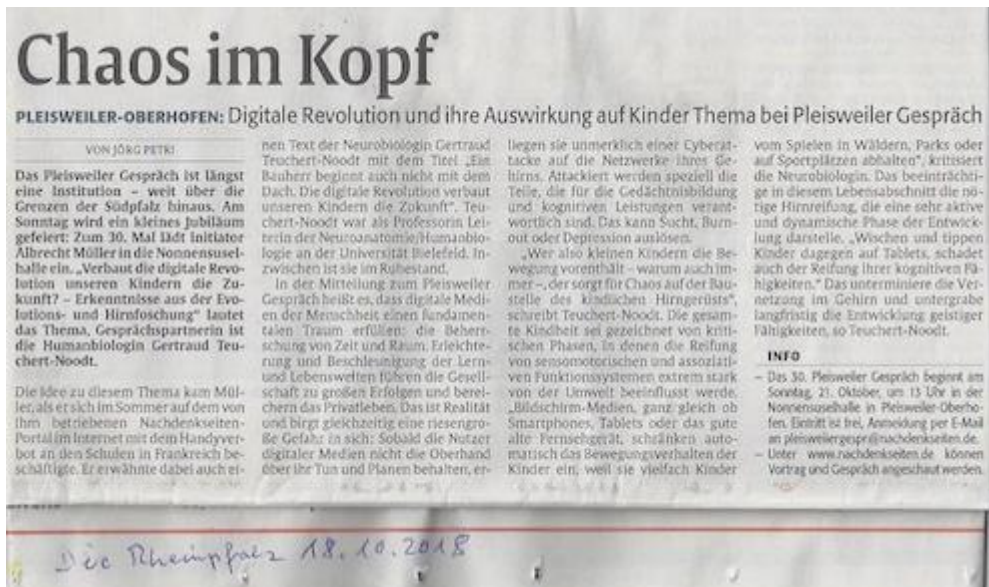 Chaos im Kopf
PLEISWEILER-OBERHOFEN: Digitale Revolution und ihre Auswirkung auf Kinder Thema bei Pleisweiler Gespräch
VON JÖRG PETRI
Das Pleisweiler Gespräch ist längst
eine Institution – weit über die
Grenzen der Südpfalz hinaus. Am
Sonntag wird ein kleines Jubiläum
gefeiert: Zum 30. Mal lädt Initiator
Albrecht Müller in die Nonnensusel-
halle ein. „Verbaut die digitale Revo-
lution unseren Kindern die Zu-
kunft? – Erkenntnisse aus der Evo-
lutions- und Hirnfoschung“ lautet
das Thema, Gesprächspartnerin ist
die Humanbiologin Gertraud Teu-
chert-Noodt.
Die Idee zu diesem Thema kam Mül-
ler, als er sich im Sommer auf dem von
ihm betriebenen Nachdenkseiten-
Portal im Internet mit dem Handyver-
bot an den Schulen in Frankreich be-
schäftigte. Er erwähnte dabei auch ei-
nen Text der Neurobiologin Gertraud
Teuchert-Noodt mit dem Titel „Ein
Bauherr beginnt auch nicht mit dem
Dach. Die digitale Revolution verbaut
unseren Kindern die Zukunft“. Teu-
chert-Noodt war als Professorin Lei-
terin der Neuroanatomie/Humanbio-
logie an der Universität Bielefeld. In-
zwischen ist sie im Ruhestand.
In der Mitteilung zum Pleisweiler
Gespräch heißt es, dass digitale Medi-
en der Menschheit einen fundamen-
talen Traum erfüllen: die Beherr-
schung von Zeit und Raum. Erleichte-
rung und Beschleunigung der Lern-
und Lebenswelten führen die Gesell-
schaft zu großen Erfolgen und berei-
chern das Privatleben. Das ist Realität
und birgt gleichzeitig eine riesengro-
ße Gefahr in sich: Sobald die Nutzer
digitaler Medien nicht die Oberhand
über ihr Tun und Planen behalten, er-
liegen sie unmerklich einer Cyberat-
tacke auf die Netzwerke ihres Ge-
hirns. Attackiert werden speziell die
Teile, die für die Gedächtnisbildung
und kognitiven Leistungen verant-
wortlich sind. Das kann Sucht, Burn-
out oder Depression auslösen.
„Wer also kleinen Kindern die Be-
wegung vorenthält – warum auch im-
mer –, der sorgt für Chaos auf der Bau-
stelle des kindlichen Hirngerüsts“,
schreibt Teuchert-Noodt. Die gesam-
te Kindheit sei gezeichnet von kriti-
schen Phasen, in denen die Reifung
von sensomotorischen und assoziati-
ven Funktionssystemen extrem stark
von der Umwelt beeinflusst werde.
„Bildschirm-Medien, ganz gleich ob
Smartphones, Tablets oder das gute
alte Fernsehgerät, schränken auto-
matisch das Bewegungsverhalten der
Kinder ein, weil sie vielfach Kinder
vom Spielen in Wäldern, Parks oder
auf Sportplätzen abhalten“, kritisiert
die Neurobiologin. Das beeinträchti-
ge in diesem Lebensabschnitt die nö-
tige Hirnreifung, die eine sehr aktive
und dynamische Phase der Entwick-
lung darstelle. „Wischen und tippen
Kinder dagegen auf Tablets, schadet
auch der Reifung ihrer kognitiven Fä-
higkeiten.“ Das unterminiere die Ver-
netzung im Gehirn und untergrabe
langfristig die Entwicklung geistiger
Fähigkeiten, so Teuchert-Noodt.
INFO
– Das 30. Pleisweiler Gespräch beginnt am
Sonntag, 21. Oktober, um 13 Uhr in der
Nonnensuselhalle in Pleisweiler-Oberho-
fen. Eintritt ist frei, Anmeldung per E-Mail
an pleisweilergespr@nachdenkseiten.de.
– Unter www.nachdenkseiten.de können
Vortrag und Gespräch angeschaut werden.
Die Rheinpfalz 18.10.2018